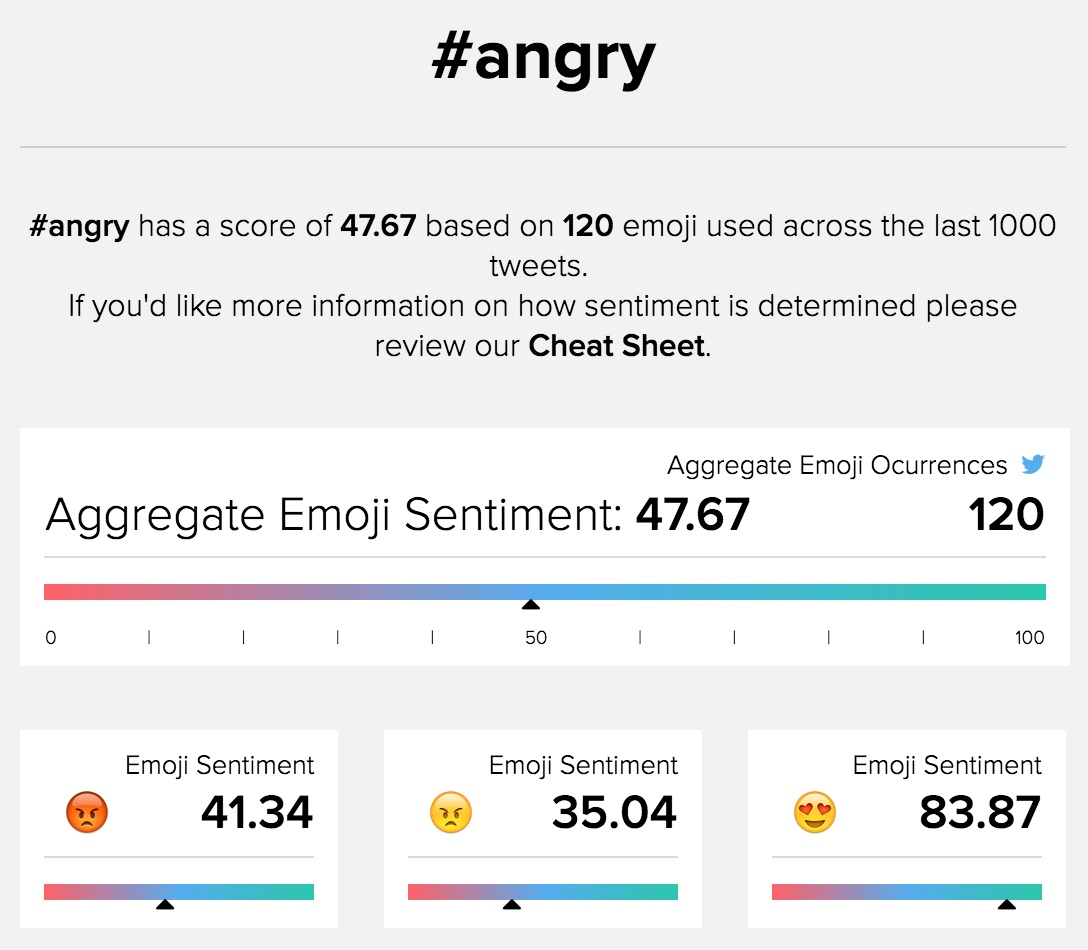 #angry
#angry has a score of 47.67 based on 120 emoji used across the last 1000
tweets.
If you'd like more information on how sentiment is determined please
review our Cheat Sheet.
Aggregate Emoji Ocurrences
Aggregate Emoji Sentiment: 47.67 120
0 50 100
Emoji Sentiment
41.34
Emoji Sentiment
35.04
Emoji Sentiment
83.87